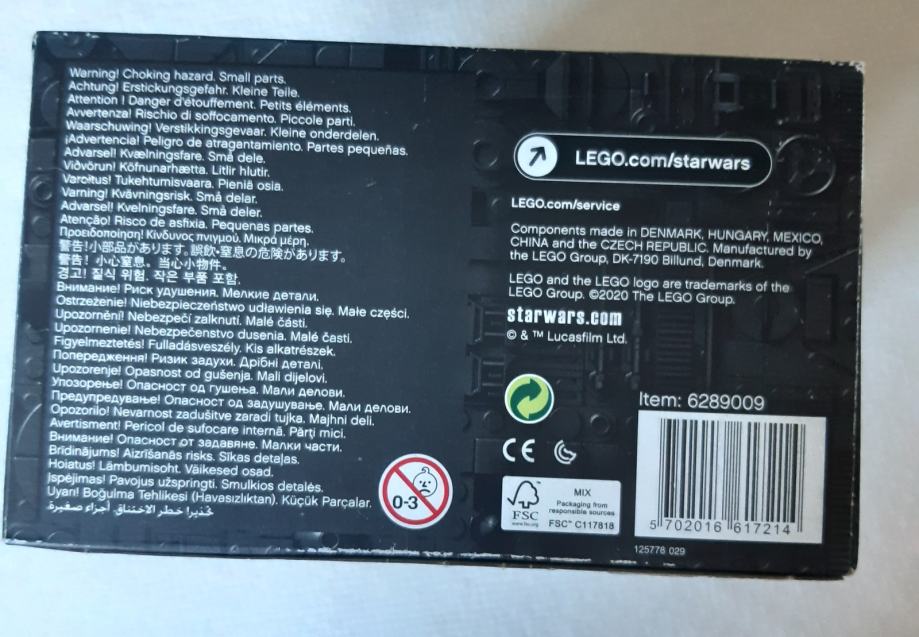 Warning! Choking hazard. Small parts.
Achtung! Erstickungsgefahr. Kleine Teile.
Attention ! Danger d'étouffement. Petits éléments.
Avvertenza! Rischio di soffocamento. Piccole parti.
Waarschuwing! Verstikkingsgevaar. Kleine onderdelen.
¡Advertencia! Peligro de atragantamiento. Partes pequeñas.
Advarsel! Kvælningsfare. Små dele.
Viðvörun! Köfnunarhætta. Litlir hlutir.
Varoitus! Tukehtumisvaara. Pieniä osia.
Varning! Kvävningsrisk. Små delar.
Advarsel! Kvelningsfare. Små deler.
Atenção! Risco de asfixia. Pequenas partes.
Προειδοποίηση! Κίνδυνος πνιγμού. Μικρά μέρη.
警告!小部品があります。誤飲・窒息の危険があります。
警告! 小心窒息。当心小物件。
경고! 질식 위험. 작은 부품 포함.
Внимание! Риск удушения. Мелкие детали.
Ostrzeżenie! Niebezpieczeństwo udławienia się. Małe części.
Upozornění! Nebezpečí zalknutí. Malé části.
Upozornenie! Nebezpečenstvo dusenia. Malé časti.
Figyelmeztetés! Fulladásveszély. Kis alkatrészek.
Попередження! Ризик задухи. Дрібні деталі.
Upozorenje! Opasnost od gušenja. Mali dijelovi.
Упозорење! Опасност од гушења. Мали делови.
Предупредување! Опасност од задушување. Мали делови.
Opozorilo! Nevarnost zadušitve zaradi tujka. Majhni deli.
Avertisment! Pericol de sufocare internă. Părți mici.
Внимание! Опасност от задавяне. Малки части.
Brīdinājums! Aizrīšanās risks. Sīkas detaļas.
Hoiatus! Lämbumisoht. Väikesed osad.
Įspėjimas! Pavojus užspringti. Smulkios detalės.
Uyarı! Boğulma Tehlikesi (Havasızlıktan). Küçük Parçalar.
تحذير! خطر الاختناق. أجزاء صغيرة.
0-3
LEGO.com/starwars
LEGO.com/service
Components made in DENMARK, HUNGARY, MEXICO,
CHINA and the CZECH REPUBLIC. Manufactured by
the LEGO Group, DK-7190 Billund, Denmark.
LEGO and the LEGO logo are trademarks of the
LEGO Group. ©2020 The LEGO Group.
starwars.com
© & ™ Lucasfilm Ltd.
CE
FSC
www.fsc.org
MIX
Packaging from
responsible sources
FSC™ C117818
Item: 6289009
5 702016 617214
125778 029